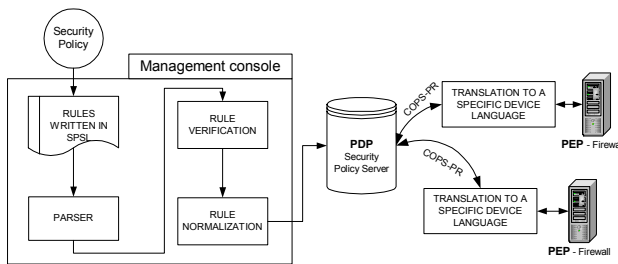 Security
Policy
Management console
RULES
WRITTEN IN
SPSL
PARSER
RULE
VERIFICATION
RULE
NORMALIZATION
PDP
Security
Policy Server
COPS-PR
COPS-PR
TRANSLATION TO A
SPECIFIC DEVICE
LANGUAGE
PEP - Firewa
TRANSLATION TO A
SPECIFIC DEVICE
LANGUAGE
PEP - Firewall